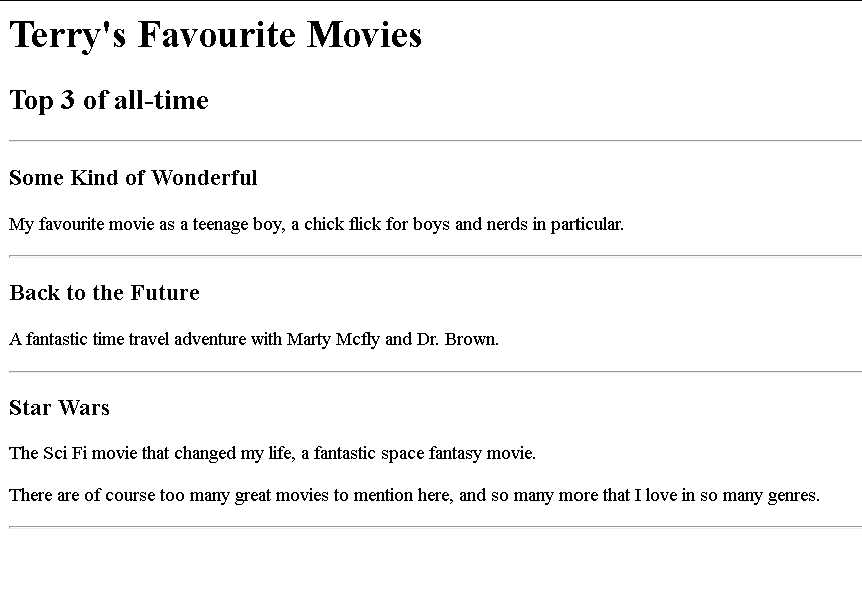 Terry's Favourite Movies
Top 3 of all-time
Some Kind of Wonderful
My favourite movie as a teenage boy, a chick flick for boys and nerds in particular.
Back to the Future
A fantastic time travel adventure with Marty Mcfly and Dr. Brown.
Star Wars
The Sci Fi movie that changed my life, a fantastic space fantasy movie.
There are of course too many great movies to mention here, and so many more that I love in so many genres.